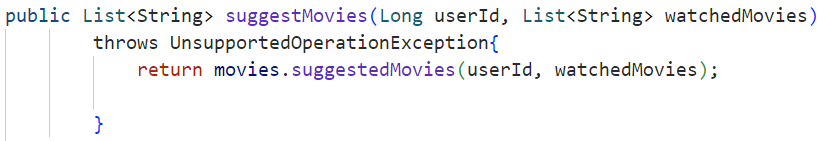 public List<String> suggestMovies(Long userId, List<String> watchedMovies)
throws UnsupportedOperationException{
return movies.suggestedMovies(userId, watchedMovies);
}